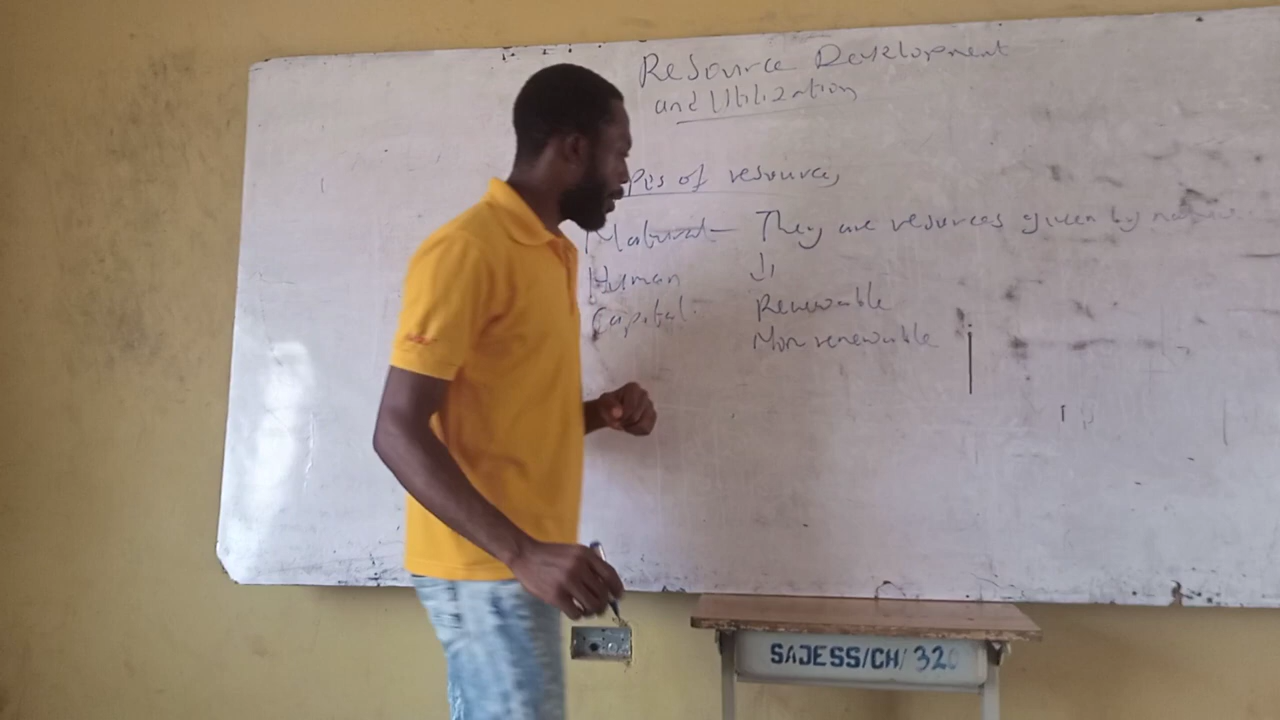 Resource Development
and Utilization
pes of resources
Natural - They are resources given by nature
Human
Capital.
Renewable
Non renewable
SAJESS/CH/320